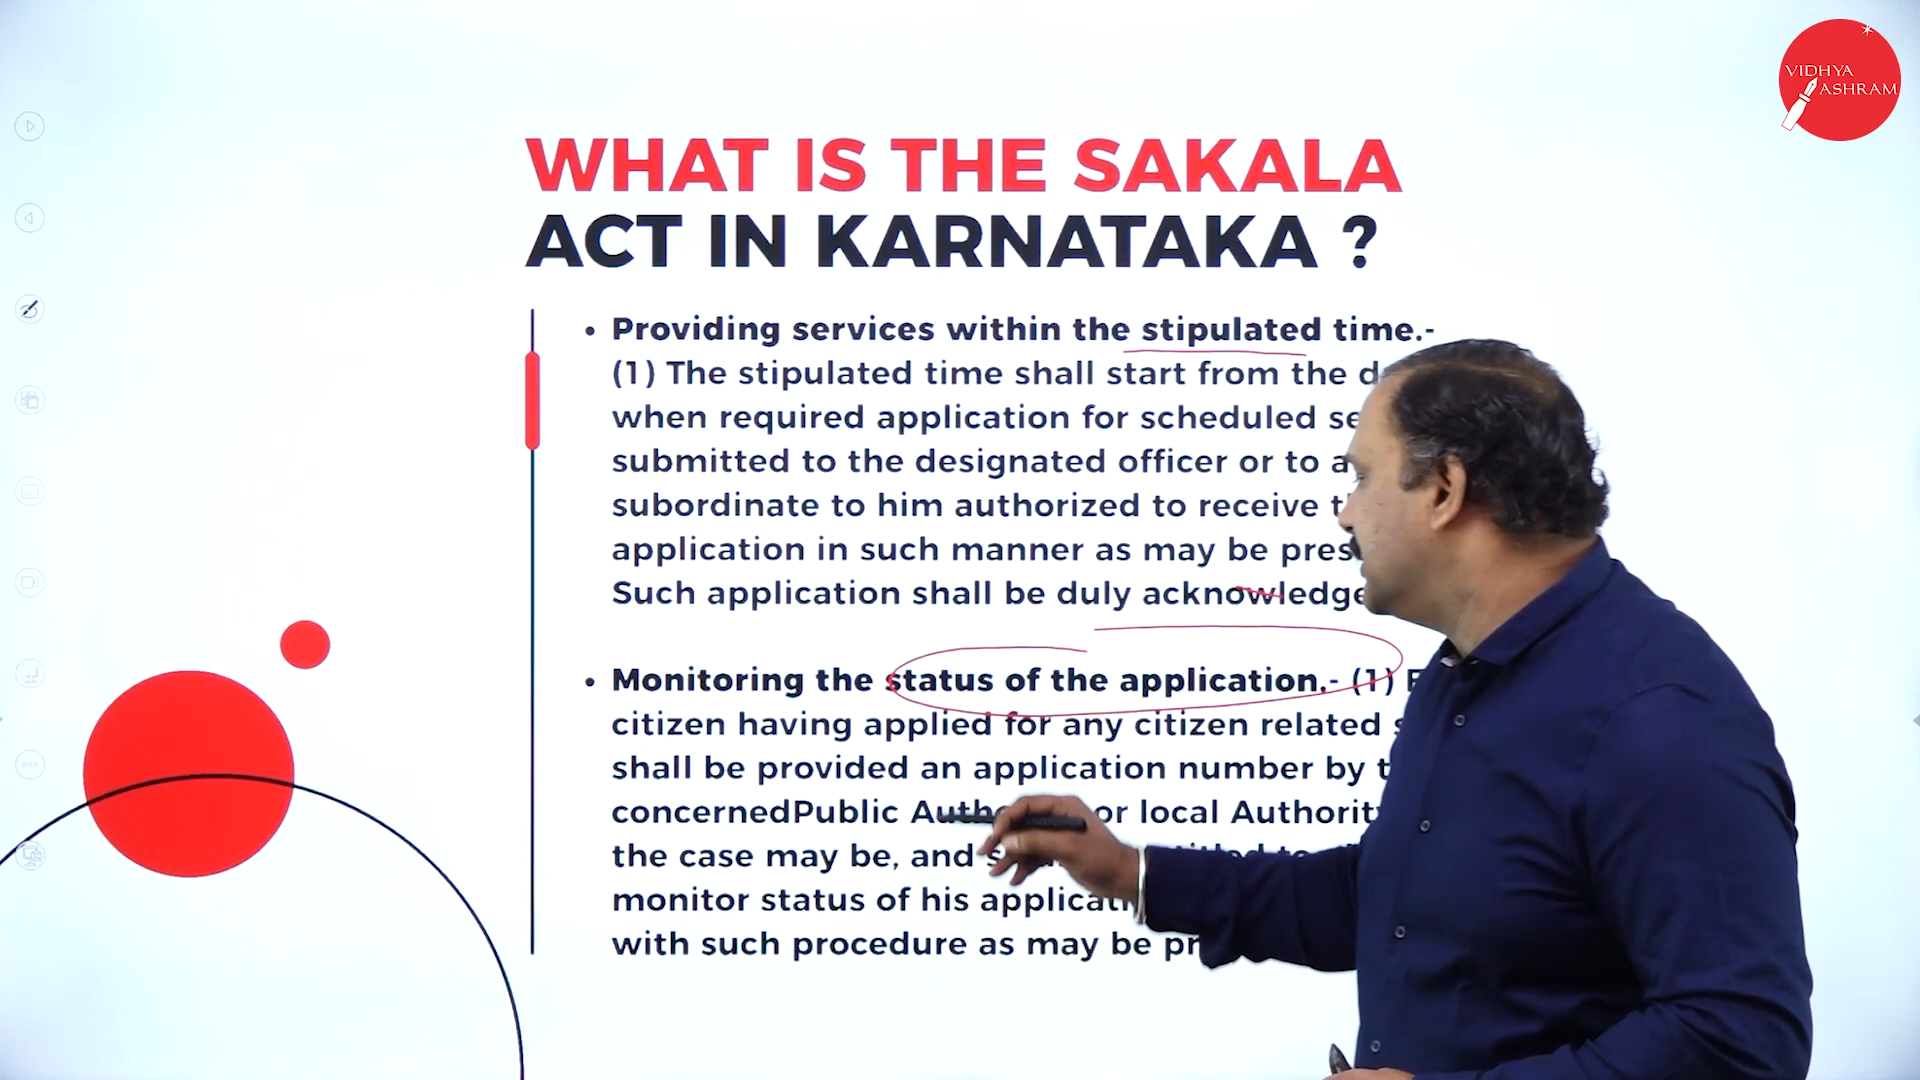 VIDHYA
ASHRAM
WHAT IS THE SAKALA
ACT IN KARNATAKA ?
• Providing services within the stipulated time.-
(1) The stipulated time shall start from the
when required application for scheduled
submitted to the designated officer or to
subordinate to him authorized to receive
application in such manner as may be
Such application shall be duly
• Monitoring the status of the application.- (1)
citizen having applied for any citizen related
shall be provided an application number by
concernedPublic or local
the case may be, and
monitor status of his
with such procedure as may be